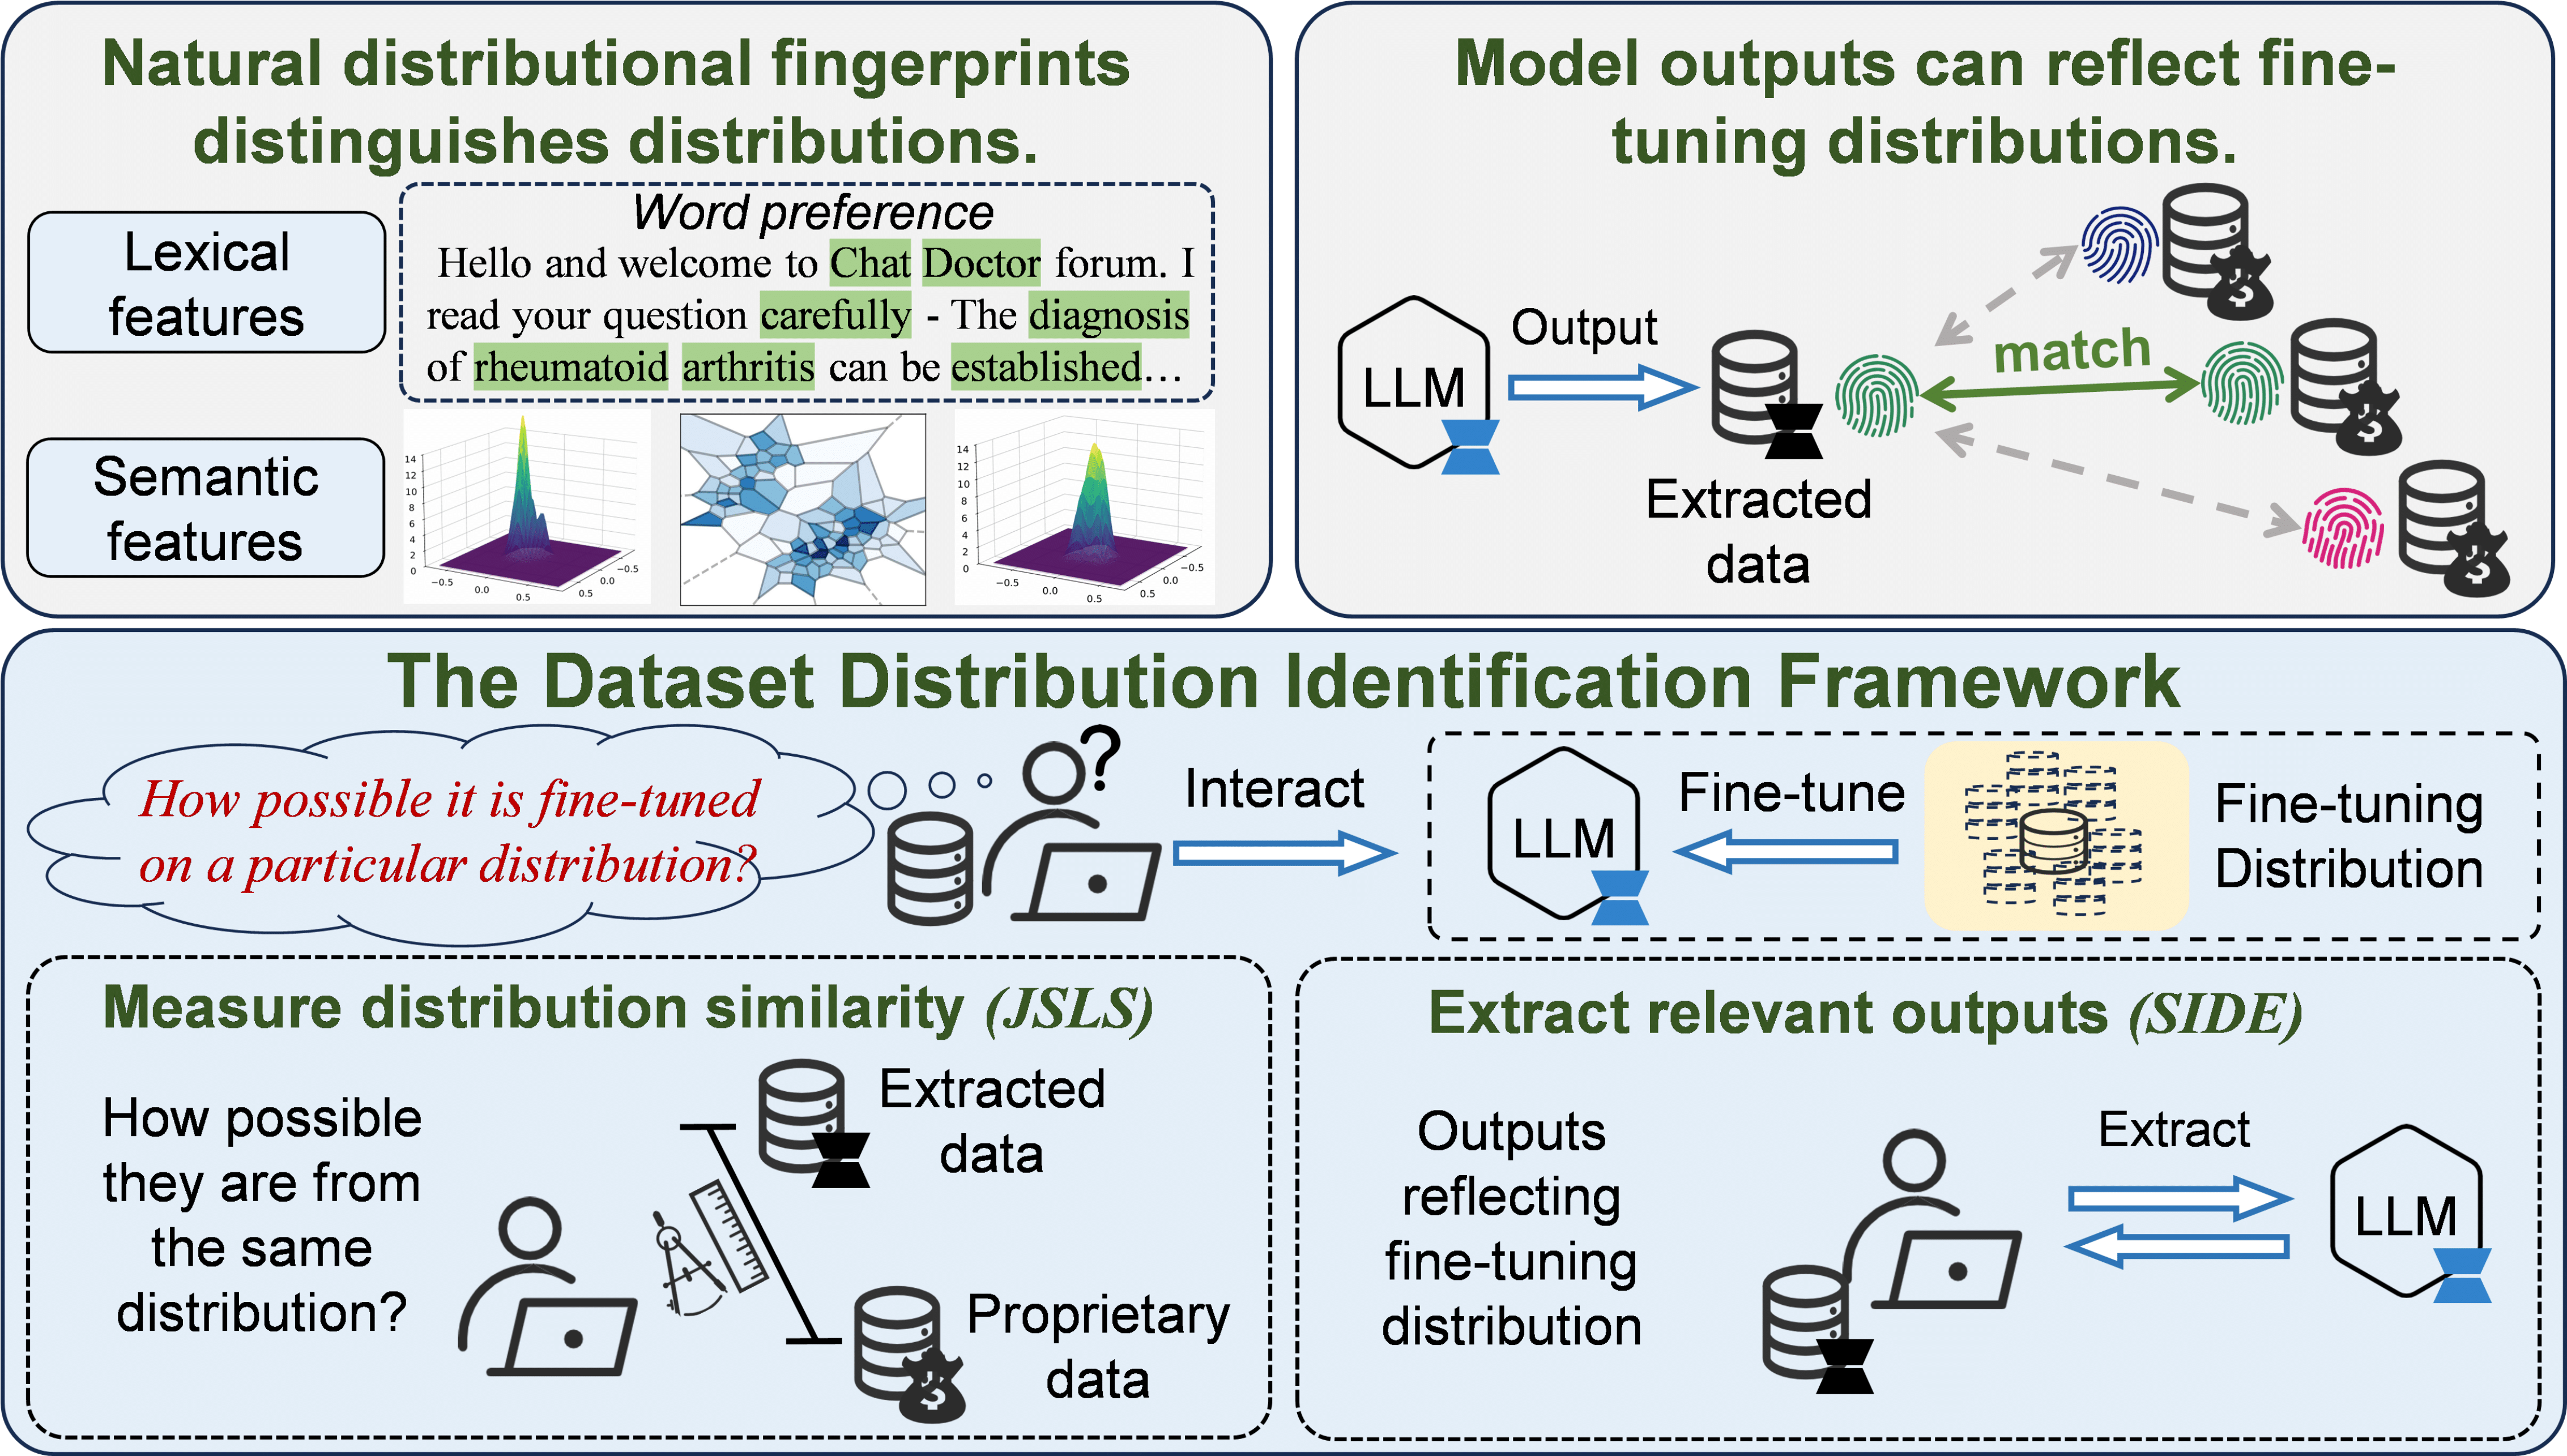 Natural distributional fingerprints
distinguishes distributions.
Lexical
features
Word preference
Hello and welcome to Chat Doctor forum. I
read your question carefully - The diagnosis
of rheumatoid arthritis can be established...
Semantic
features
14
12
10
8
6
4
2
0
−0.5
0.0
0.5
0.5
0.0
−0.5
14
12
10
8
6
4
2
0
−0.5
0.0
0.5
0.5
0.0
−0.5
Model outputs can reflect fine-
tuning distributions.
LLM
Output
Extracted
data
match
$
$
$
The Dataset Distribution Identification Framework
How possible it is fine-tuned
on a particular distribution?
?
Interact
LLM
Fine-tune
Fine-tuning
Distribution
Measure distribution similarity (JSLS)
How possible
they are from
the same
distribution?
Extracted
data
Proprietary
data
$
Extract relevant outputs (SIDE)
Outputs
reflecting
fine-tuning
distribution
Extract
LLM